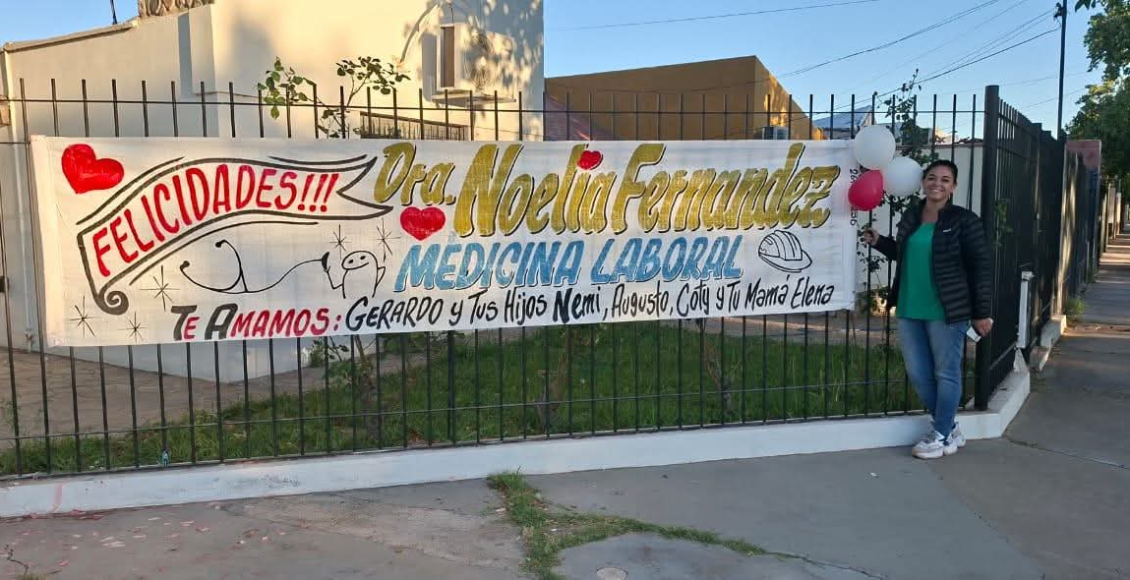 FELICIDADES!!!
Dra. Noelia Fernandez
MEDICINA LABORAL
TE AMAMOS: GERARDO y Tus Hijos Nemi, Augusto, Coty y Tu Mamá Elena